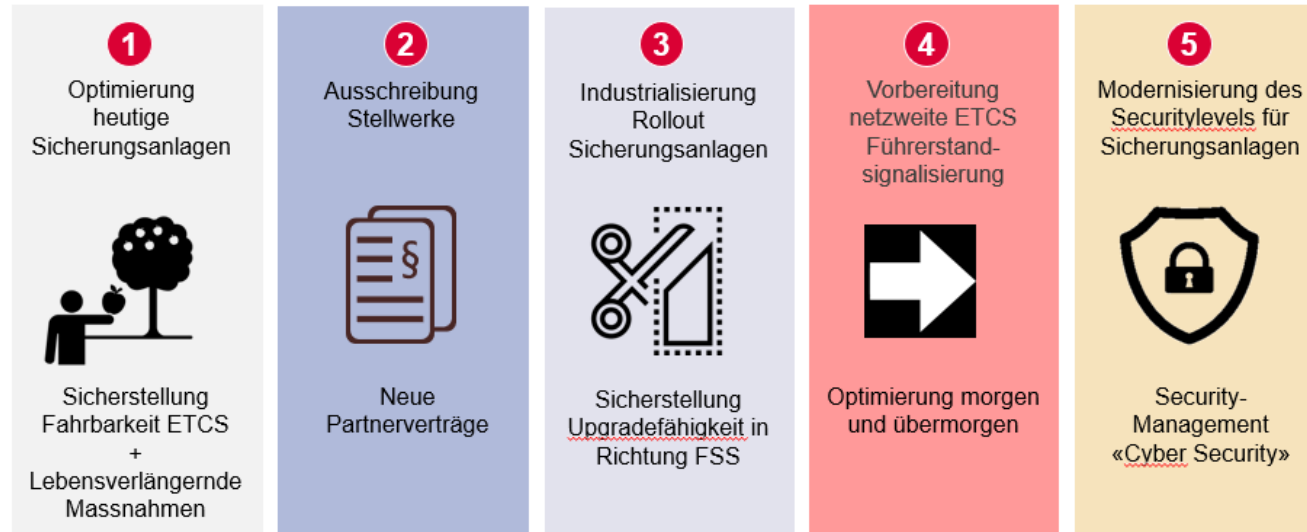 1
Optimierung
heutige
Sicherungsanlagen
Sicherstellung
Fahrbarkeit ETCS
+
Lebensverlängernde
Massnahmen
2
Ausschreibung
Stellwerke
§
Neue
Partnerverträge
3
Industrialisierung
Rollout
Sicherungsanlagen
Sicherstellung
Upgradefähigkeit in
Richtung FSS
4
Vorbereitung
netzweite ETCS
Führerstand-
signalisierung
Optimierung morgen
und übermorgen
5
Modernisierung des
Securitylevels für
Sicherungsanlagen
Security-
Management
«Cyber Security»